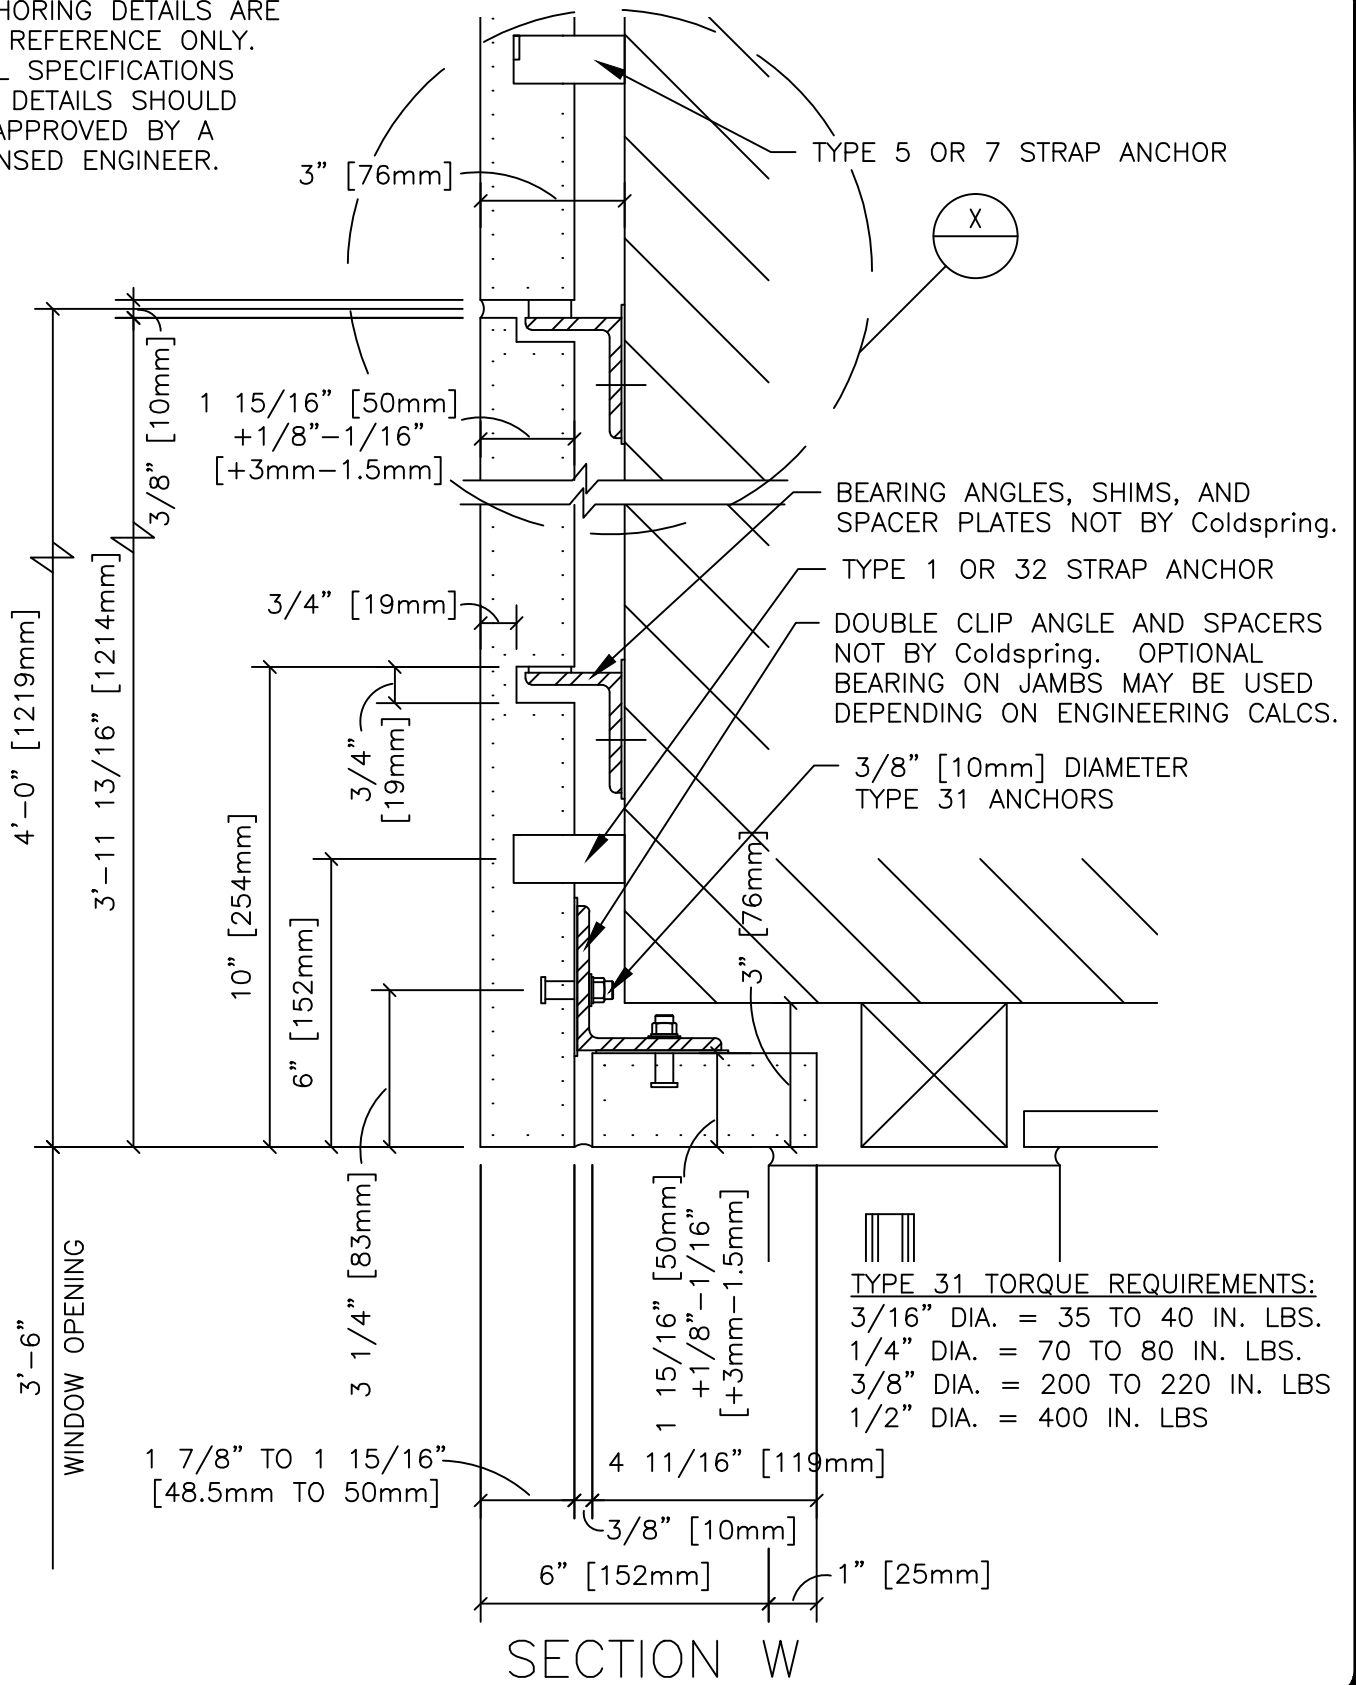 HORING DETAILS ARE
REFERENCE ONLY.
L SPECIFICATIONS
DETAILS SHOULD
APPROVED BY A
NSED ENGINEER.
3” [76mm]
TYPE 5 OR 7 STRAP ANCHOR
X
3/8” [10mm]
1 15/16” [50mm]
+1/8”−1/16”
[+3mm−1.5mm]
BEARING ANGLES, SHIMS, AND
SPACER PLATES NOT BY Coldspring.
TYPE 1 OR 32 STRAP ANCHOR
3/4” [19mm]
DOUBLE CLIP ANGLE AND SPACERS
NOT BY Coldspring. OPTIONAL
BEARING ON JAMBS MAY BE USED
DEPENDING ON ENGINEERING CALCS.
4’−0” [1219mm]
3’−11 13/16” [1214mm]
3/4”
[19mm]
3/8” [10mm] DIAMETER
TYPE 31 ANCHORS
10” [254mm]
6” [152mm]
3” [76mm]
3 1/4” [83mm]
1 15/16” [50mm]
+1/8”−1/16”
[+3mm−1.5mm]
3’−6”
WINDOW OPENING
TYPE 31 TORQUE REQUIREMENTS:
3/16” DIA. = 35 TO 40 IN. LBS.
1/4” DIA. = 70 TO 80 IN. LBS.
3/8” DIA. = 200 TO 220 IN. LBS
1/2” DIA. = 400 IN. LBS
1 7/8” TO 1 15/16”
[48.5mm TO 50mm]
4 11/16” [119mm]
3/8” [10mm]
6” [152mm]
1” [25mm]
SECTION W